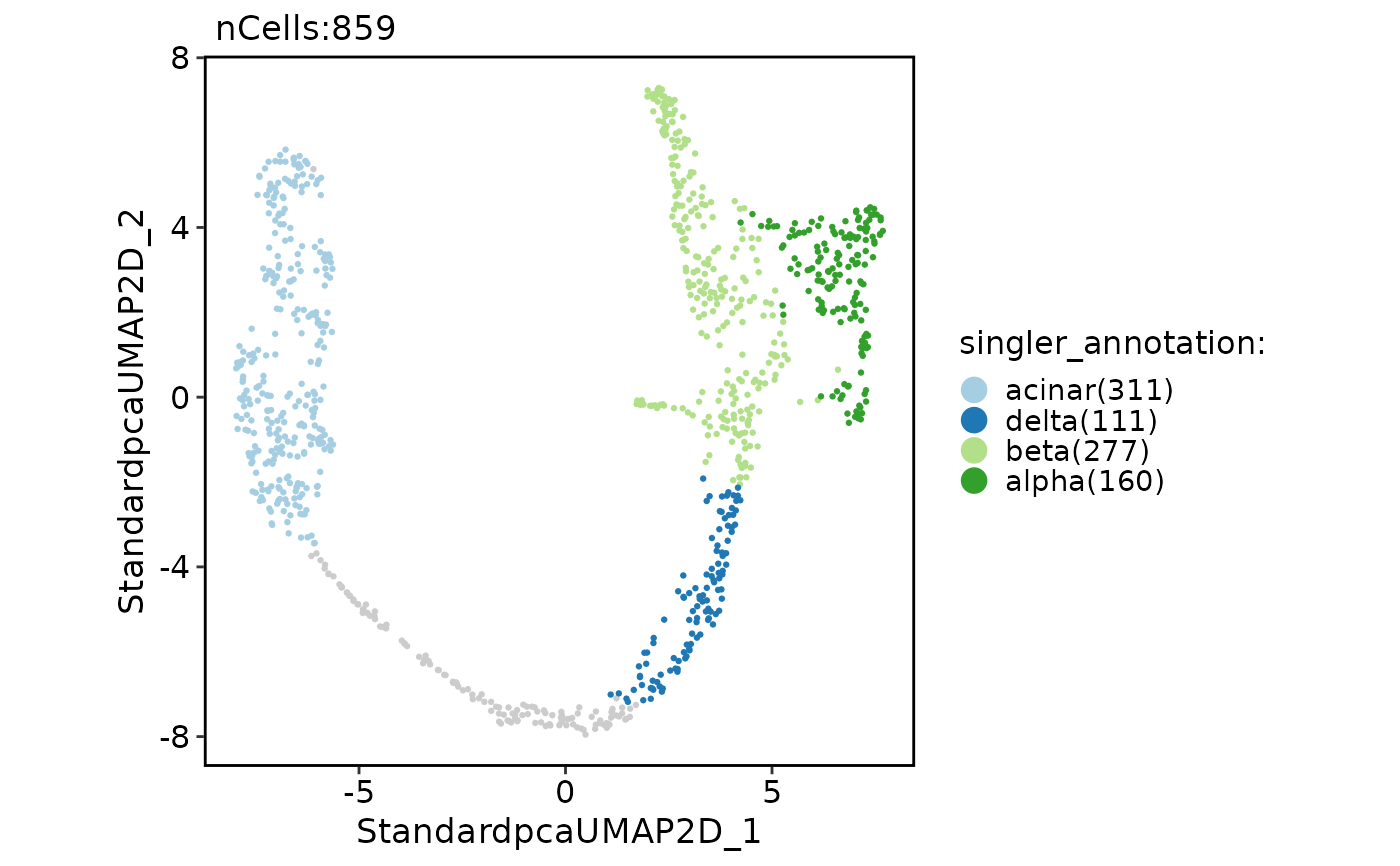 nCells:859
8
4
0
-4
-8
StandardpcaUMAP2D_2
-5
0
5
StandardpcaUMAP2D_1
singler_annotation:
acinar(311)
delta(111)
beta(277)
alpha(160)